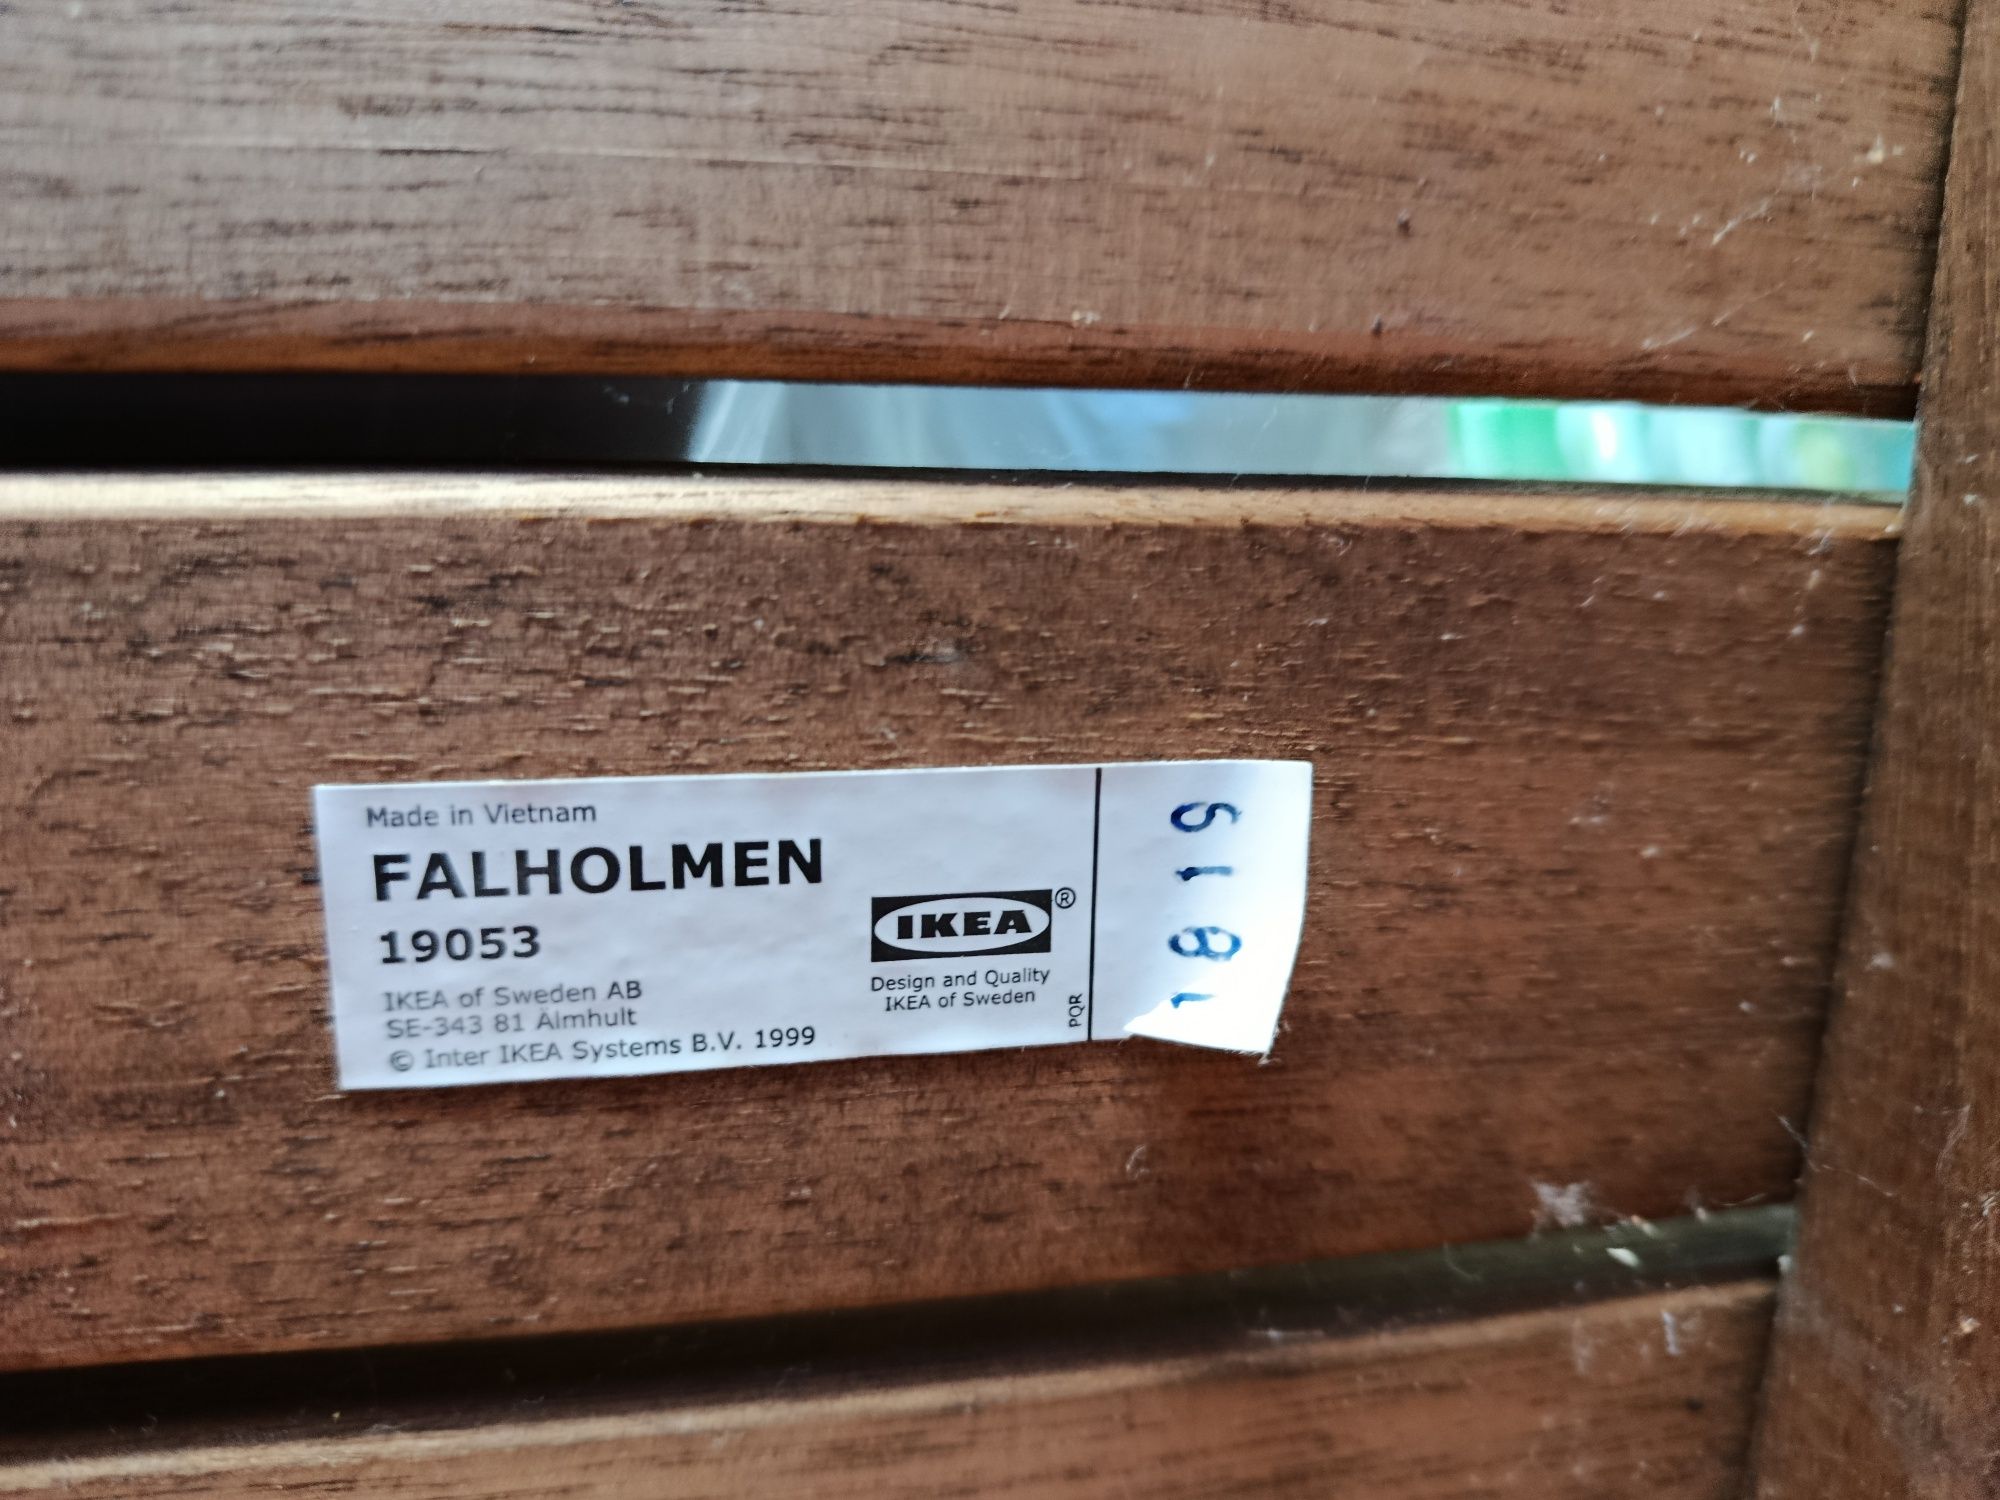 Made in Vietnam
FALHOLMEN
19053
IKEA of Sweden AB
SE-343 81 Älmhult
© Inter IKEA Systems B.V. 1999
IKEA®
Design and Quality
IKEA of Sweden
PQR
1819